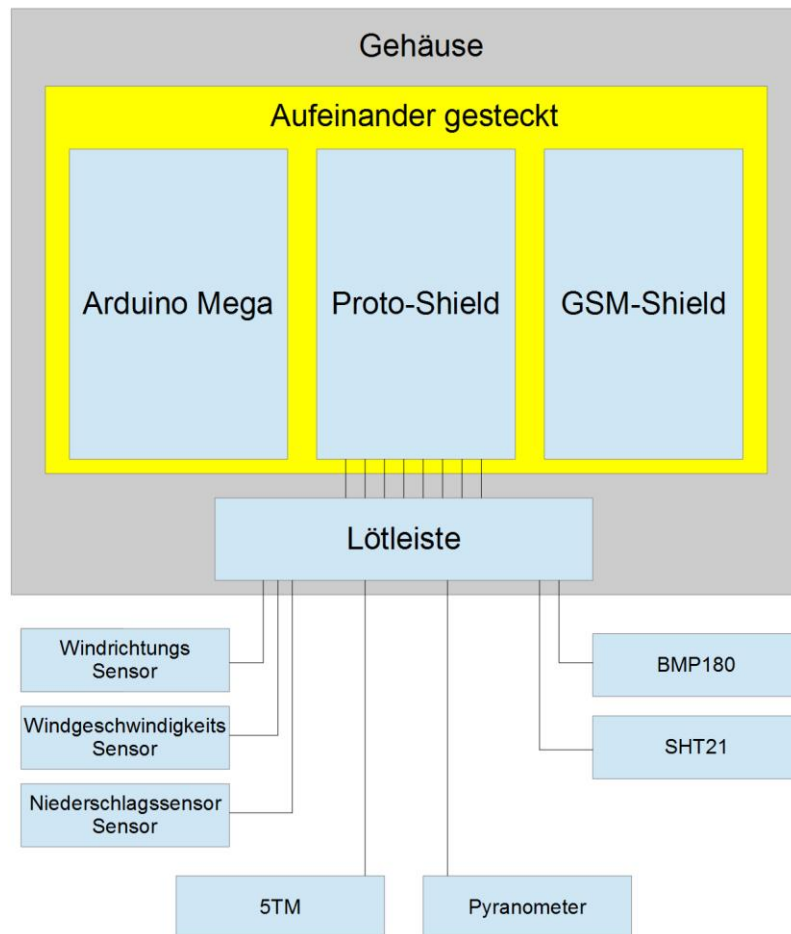 Gehäuse
Aufeinander gesteckt
Arduino Mega
Proto-Shield
GSM-Shield
Lötleiste
Windrichtungs
Sensor
Windgeschwindigkeits
Sensor
Niederschlagssensor
Sensor
BMP180
SHT21
5TM
Pyranometer